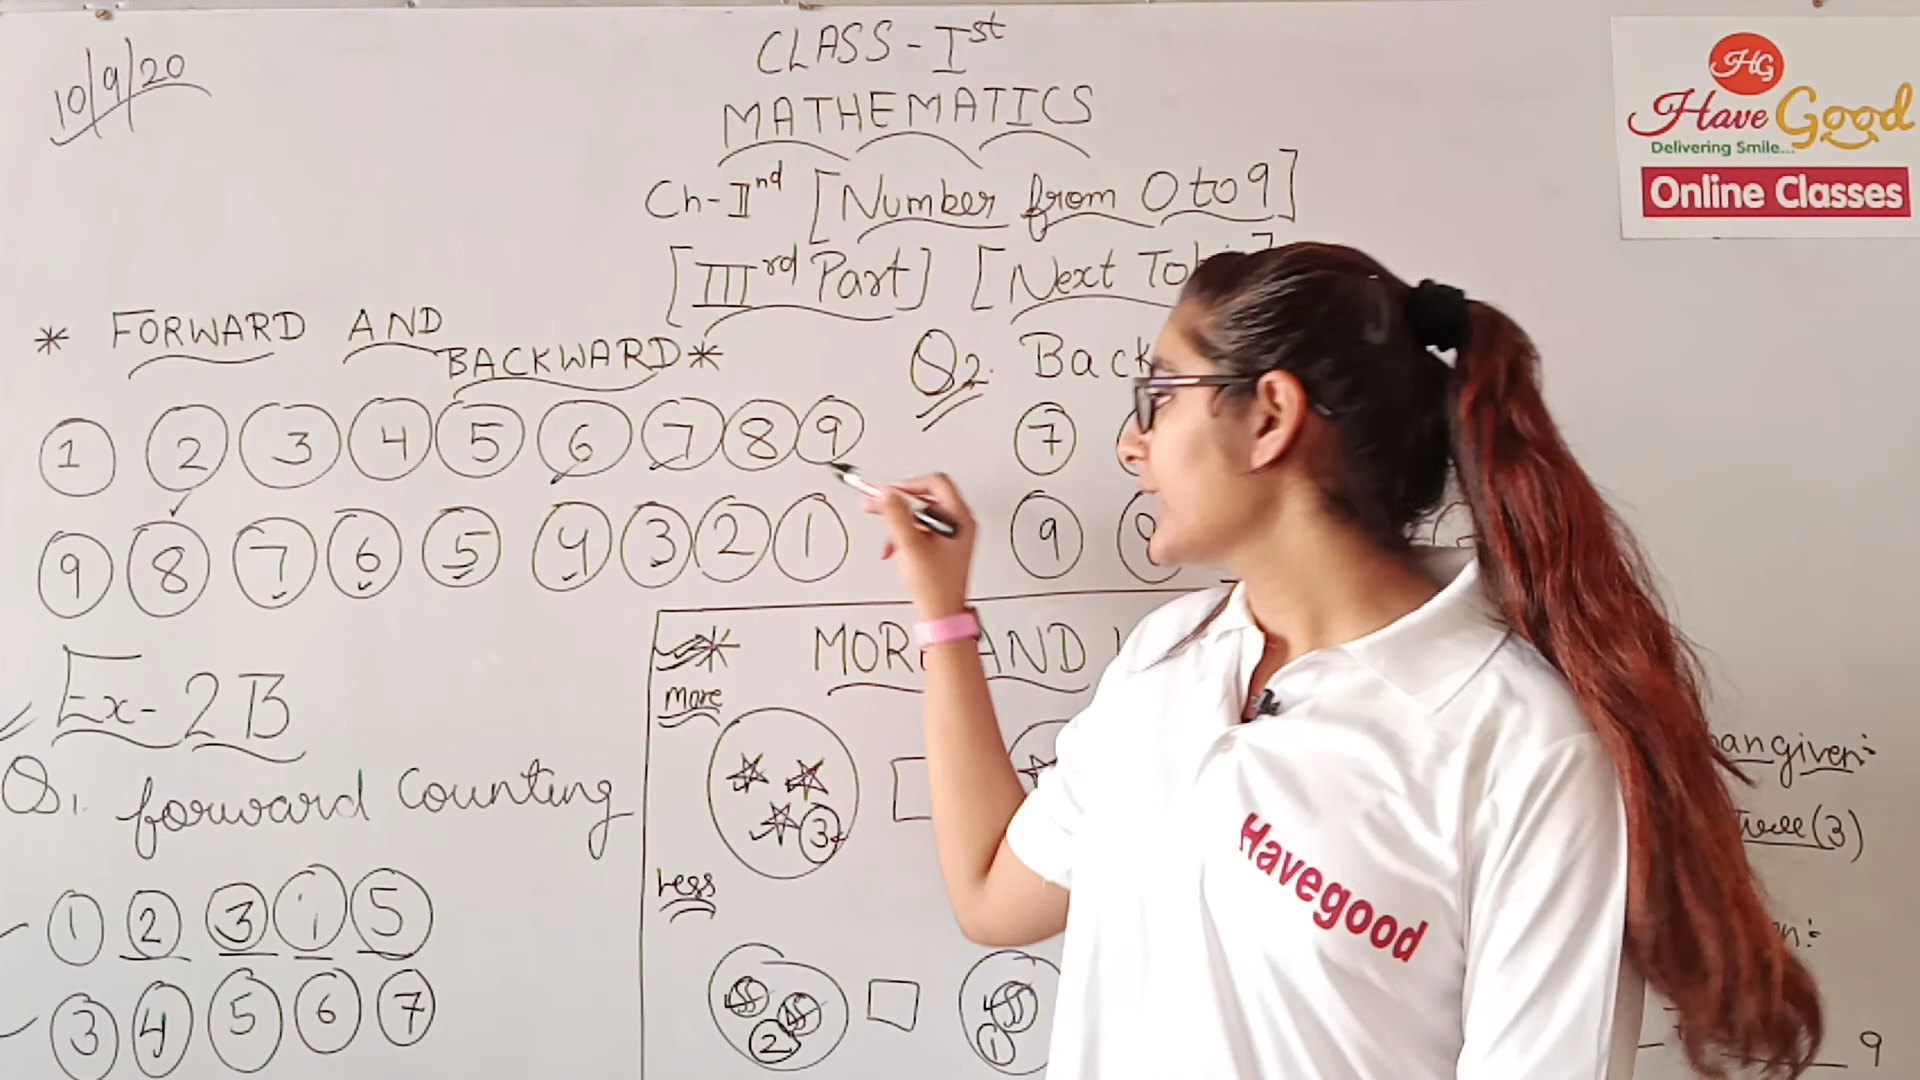 10/9/20
CLASS - Ist
MATHEMATICS
Ch-IInd [Number from 0 to 9]
[IIIrd Part] [Next
HG
Have Good
Delivering Smile...
Online Classes
* FORWARD AND
BACKWARD *
1 2 3 4 5 6 7 8 9
9 8 7 6 5 4 3 2 1
Ex-2B
Q1. forward Counting
1 2 3 5
3 4 5 6 7
Q2. Back
7
9 8
* MORE AND
More
3
Less
2
1
given:-
(3)
9
Havegood